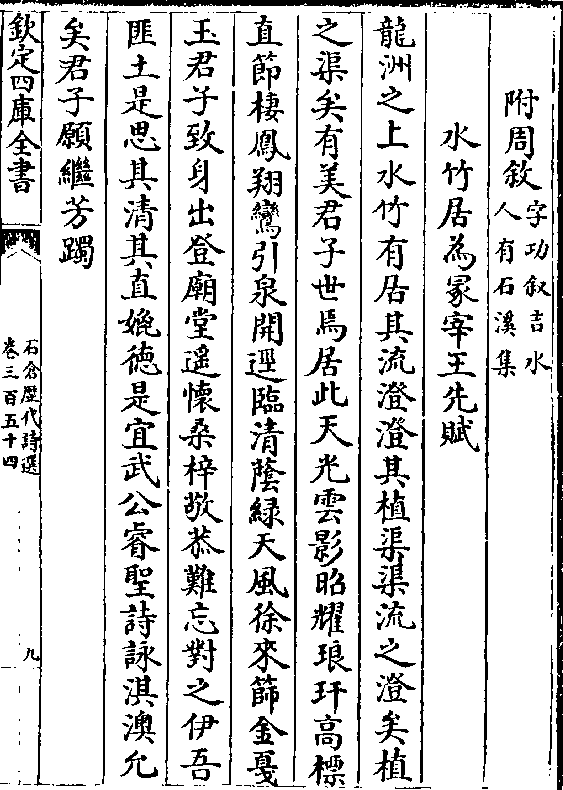 附周敘字功叙吉水
人有石溪集
水竹居為冡宰王先賦
龍洲之上水竹有居其流澄澄其植渠渠流之澄矣植
之渠矣有美君子世焉居此天光雲影昭耀琅玕高標
直節棲鳳翔鸞引泉開逕臨清蔭緑天風徐來篩金戛
玉君子致身出登廟堂遥懷桑梓敬恭難忘對之伊吾
匪土是思其清其直娩德是宜武公睿聖詩詠淇澳允
矣君子願繼芳躅
欽定四庫全書
石倉歴代詩選
卷三百五十四
九